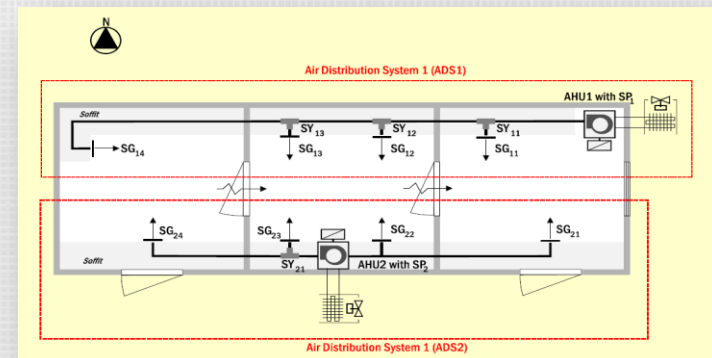 N
Air Distribution System 1 (ADS1)
AHU1 with SP1
Soffit
SY13
SY12
SY11
SG14
SG13
SG12
SG11
SG24
SG23
SG22
SG21
Soffit
SY21
AHU2 with SP2
Air Distribution System 1 (ADS2)